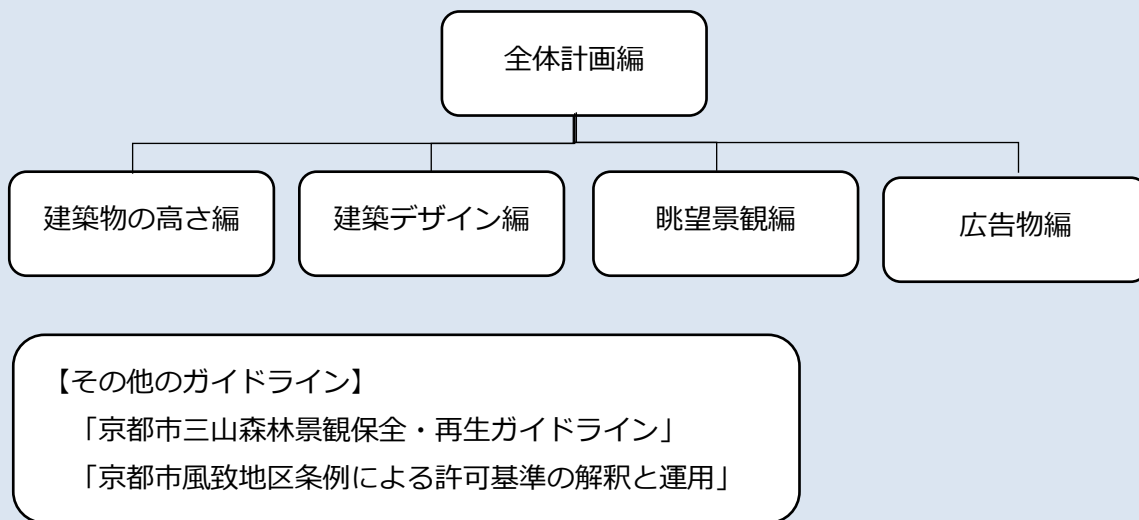 全体計画編
建築物の高さ編
建築デザイン編
眺望景観編
広告物編
【その他のガイドライン】
「京都市三山森林景観保全・再生ガイドライン」
「京都市風致地区条例による許可基準の解釈と運用」